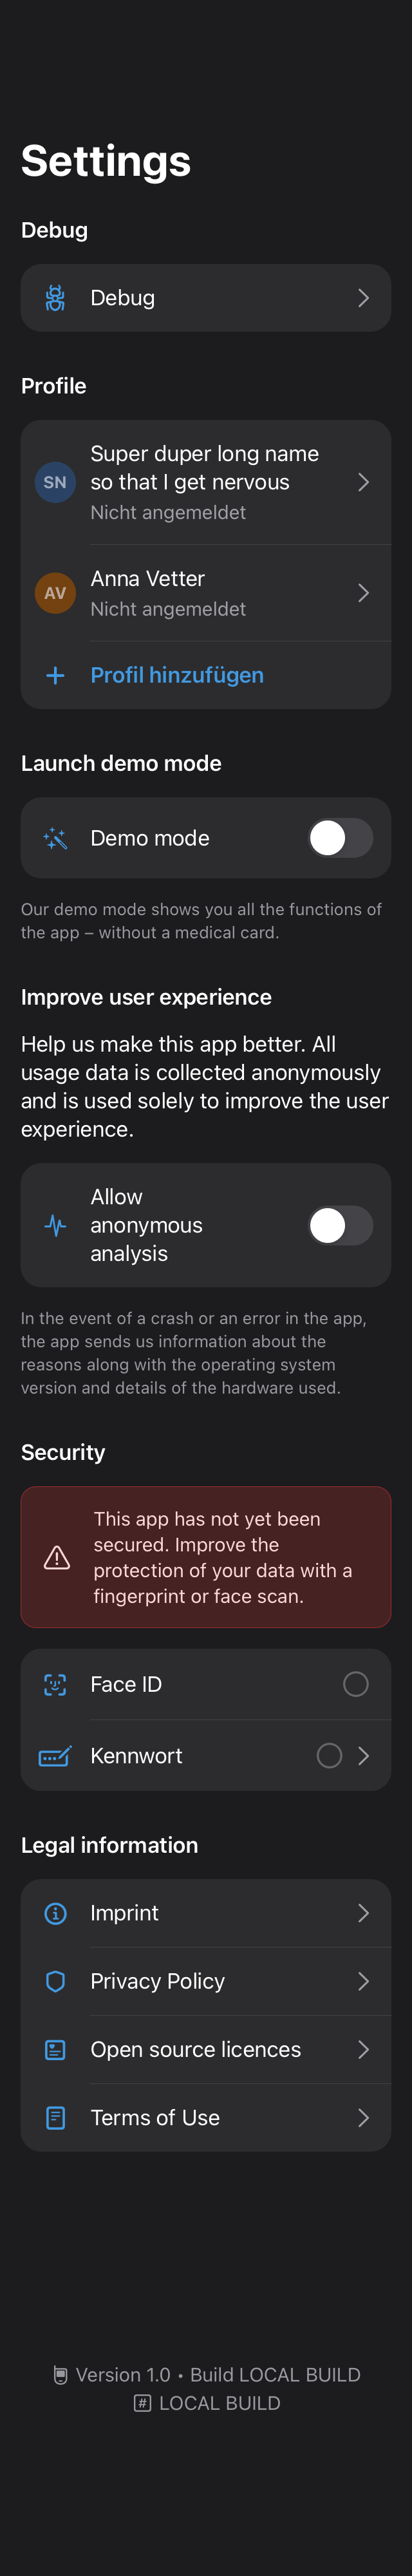 Settings
Debug
Debug
Profile
SN
Super duper long name
so that I get nervous
Nicht angemeldet
AV
Anna Vetter
Nicht angemeldet
Profil hinzufügen
Launch demo mode
Demo mode
Our demo mode shows you all the functions of
the app – without a medical card.
Improve user experience
Help us make this app better. All
usage data is collected anonymously
and is used solely to improve the user
experience.
Allow
anonymous
analysis
In the event of a crash or an error in the app,
the app sends us information about the
reasons along with the operating system
version and details of the hardware used.
Security
This app has not yet been
secured. Improve the
protection of your data with a
fingerprint or face scan.
Face ID
Kennwort
Legal information
Imprint
Privacy Policy
Open source licences
Terms of Use
Version 1.0 • Build LOCAL BUILD
# LOCAL BUILD